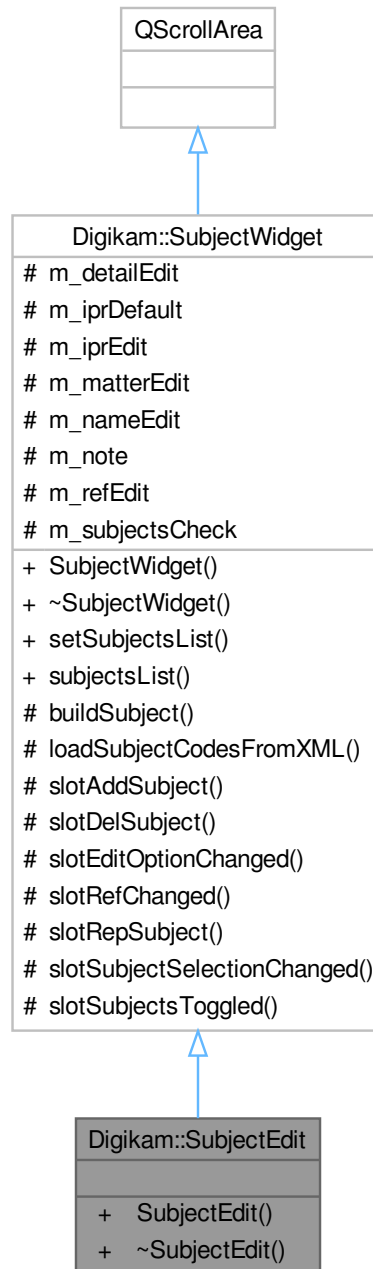 QScrollArea
Digikam::SubjectWidget
# m_detailEdit
# m_iprDefault
# m_iprEdit
# m_matterEdit
# m_nameEdit
# m_note
# m_refEdit
# m_subjectsCheck
+ SubjectWidget()
+ ~SubjectWidget()
+ setSubjectsList()
+ subjectsList()
# buildSubject()
# loadSubjectCodesFromXML()
# slotAddSubject()
# slotDelSubject()
# slotEditOptionChanged()
# slotRefChanged()
# slotRepSubject()
# slotSubjectSelectionChanged()
# slotSubjectsToggled()
Digikam::SubjectEdit
+ SubjectEdit()
+ ~SubjectEdit()